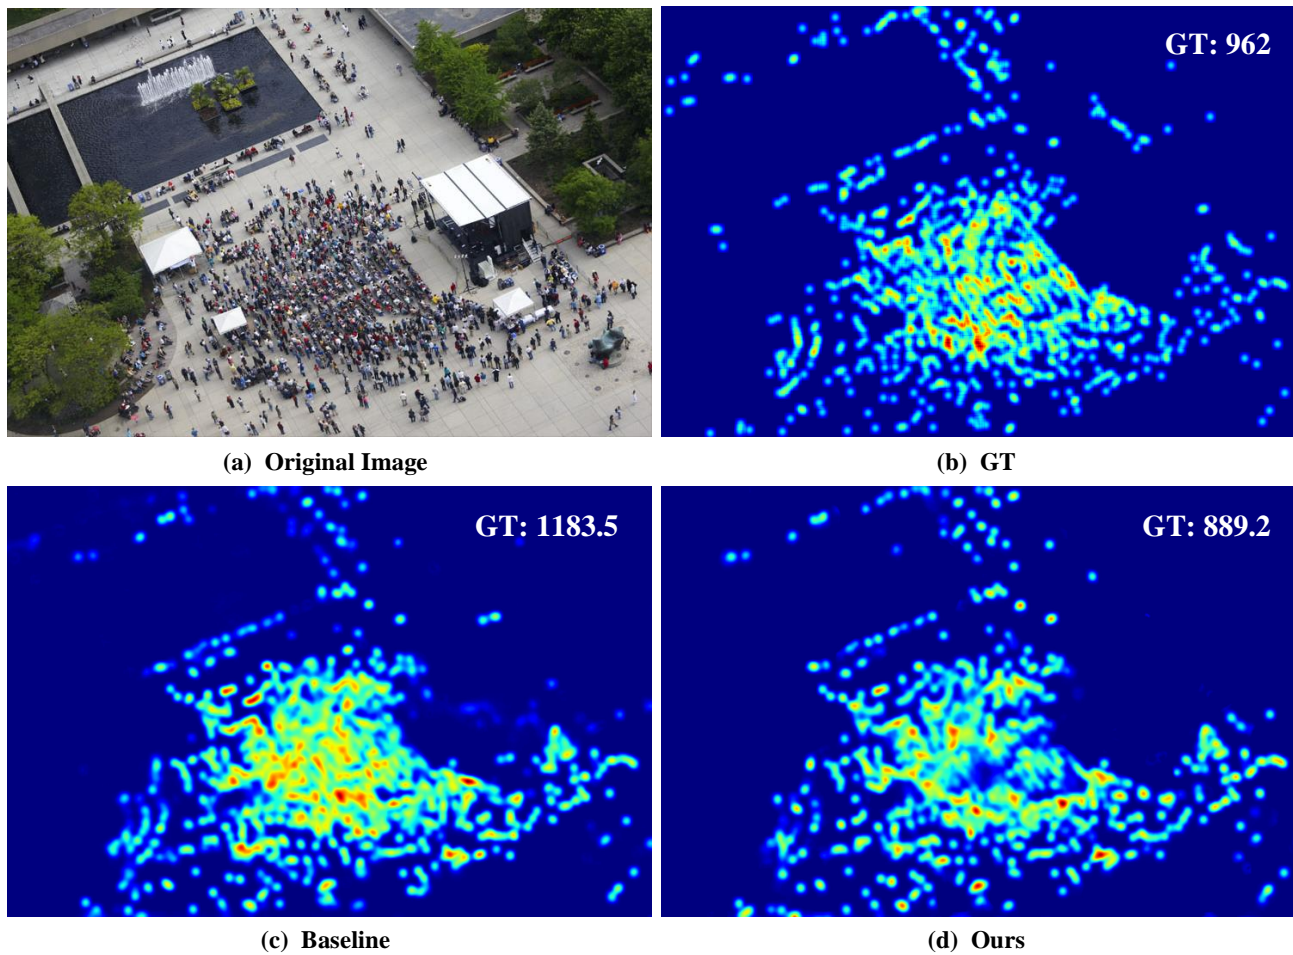 GT: 962
(a) Original Image
(b) GT
GT: 1183.5
GT: 889.2
(c) Baseline
(d) Ours